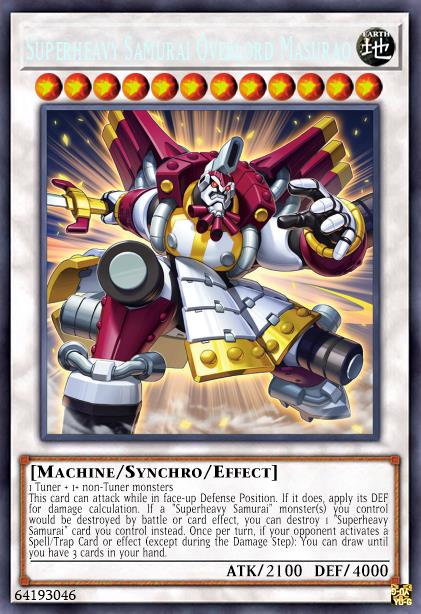 Superheavy Samurai Overlord Masurao
EARTH
地
[Machine/Synchro/Effect]
1 Tuner + 1+ non-Tuner monsters
This card can attack while in face-up Defense Position. If it does, apply its DEF
for damage calculation. If a "Superheavy Samurai" monster(s) you control
would be destroyed by battle or card effect, you can destroy 1 "Superheavy
Samurai" card you control instead. Once per turn, if your opponent activates a
Spell/Trap Card or effect (except during the Damage Step): You can draw until
you have 3 cards in your hand.
ATK/2100 DEF/4000
64193046